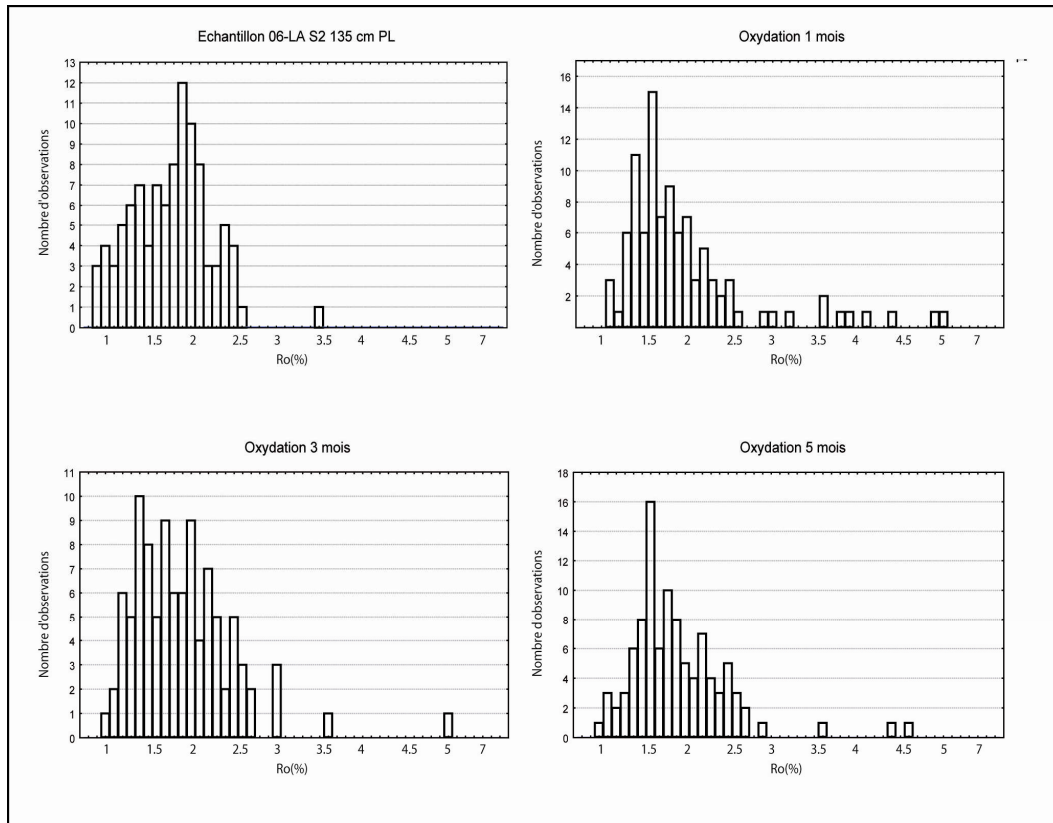 Echantillon 06-LA S2 135 cm PL
13
12
11
10
9
8
7
6
5
4
3
2
1
0
Nombre d'observations
1 1.5 2 2.5 3 3.5 4 4.5 5 7
Ro(%)
Oxydation 1 mois
16
14
12
10
8
6
4
2
Nombre d'observations
1 1.5 2 2.5 3 3.5 4 4.5 5 7
Ro(%)
Oxydation 3 mois
11
10
9
8
7
6
5
4
3
2
1
0
Nombre d'observations
1 1.5 2 2.5 3 3.5 4 4.5 5 7
Ro(%)
Oxydation 5 mois
18
16
14
12
10
8
6
4
2
0
Nombre d'observations
1 1.5 2 2.5 3 3.5 4 4.5 5 7
Ro(%)